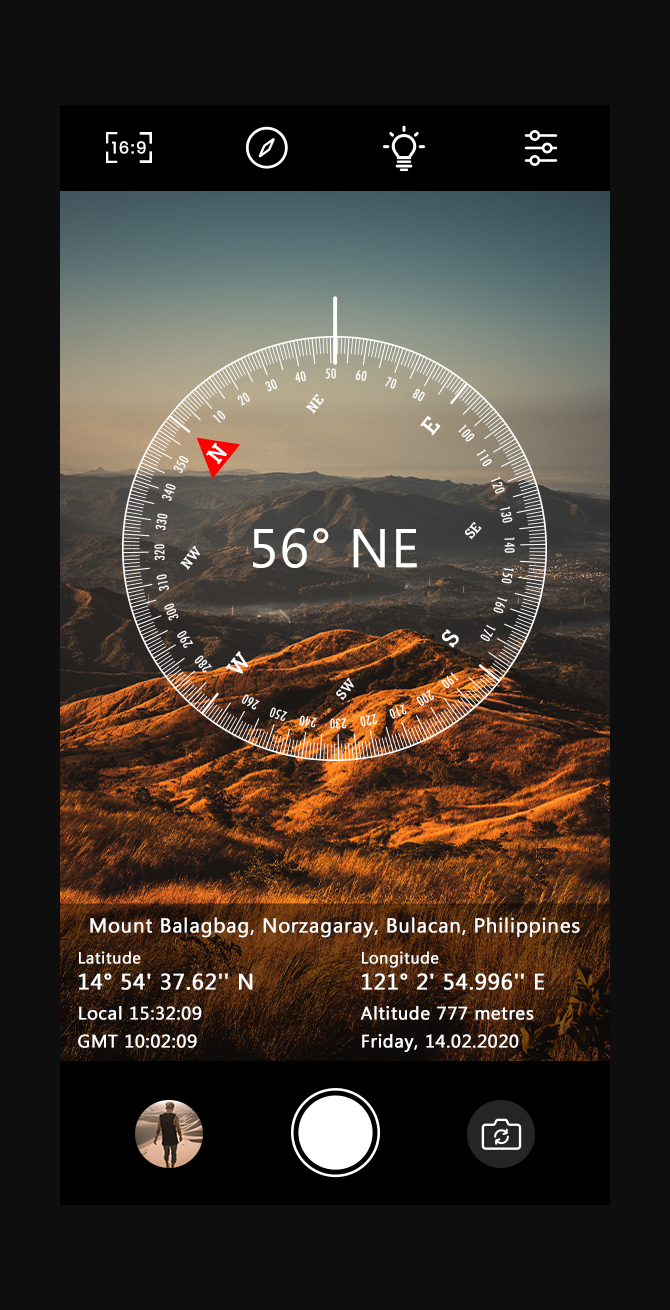 16:9
10 20 30 40 50 60 70 80 100 110 120 130 140 150 160 170 190 200 210 220 230 240 250 260 280 290 300 310 320 330 340 350
N NE E SE S SW W NW
56° NE
Mount Balagbag, Norzagaray, Bulacan, Philippines
Latitude Longitude
14° 54' 37.62'' N 121° 2' 54.996'' E
Local 15:32:09 Altitude 777 metres
GMT 10:02:09 Friday, 14.02.2020